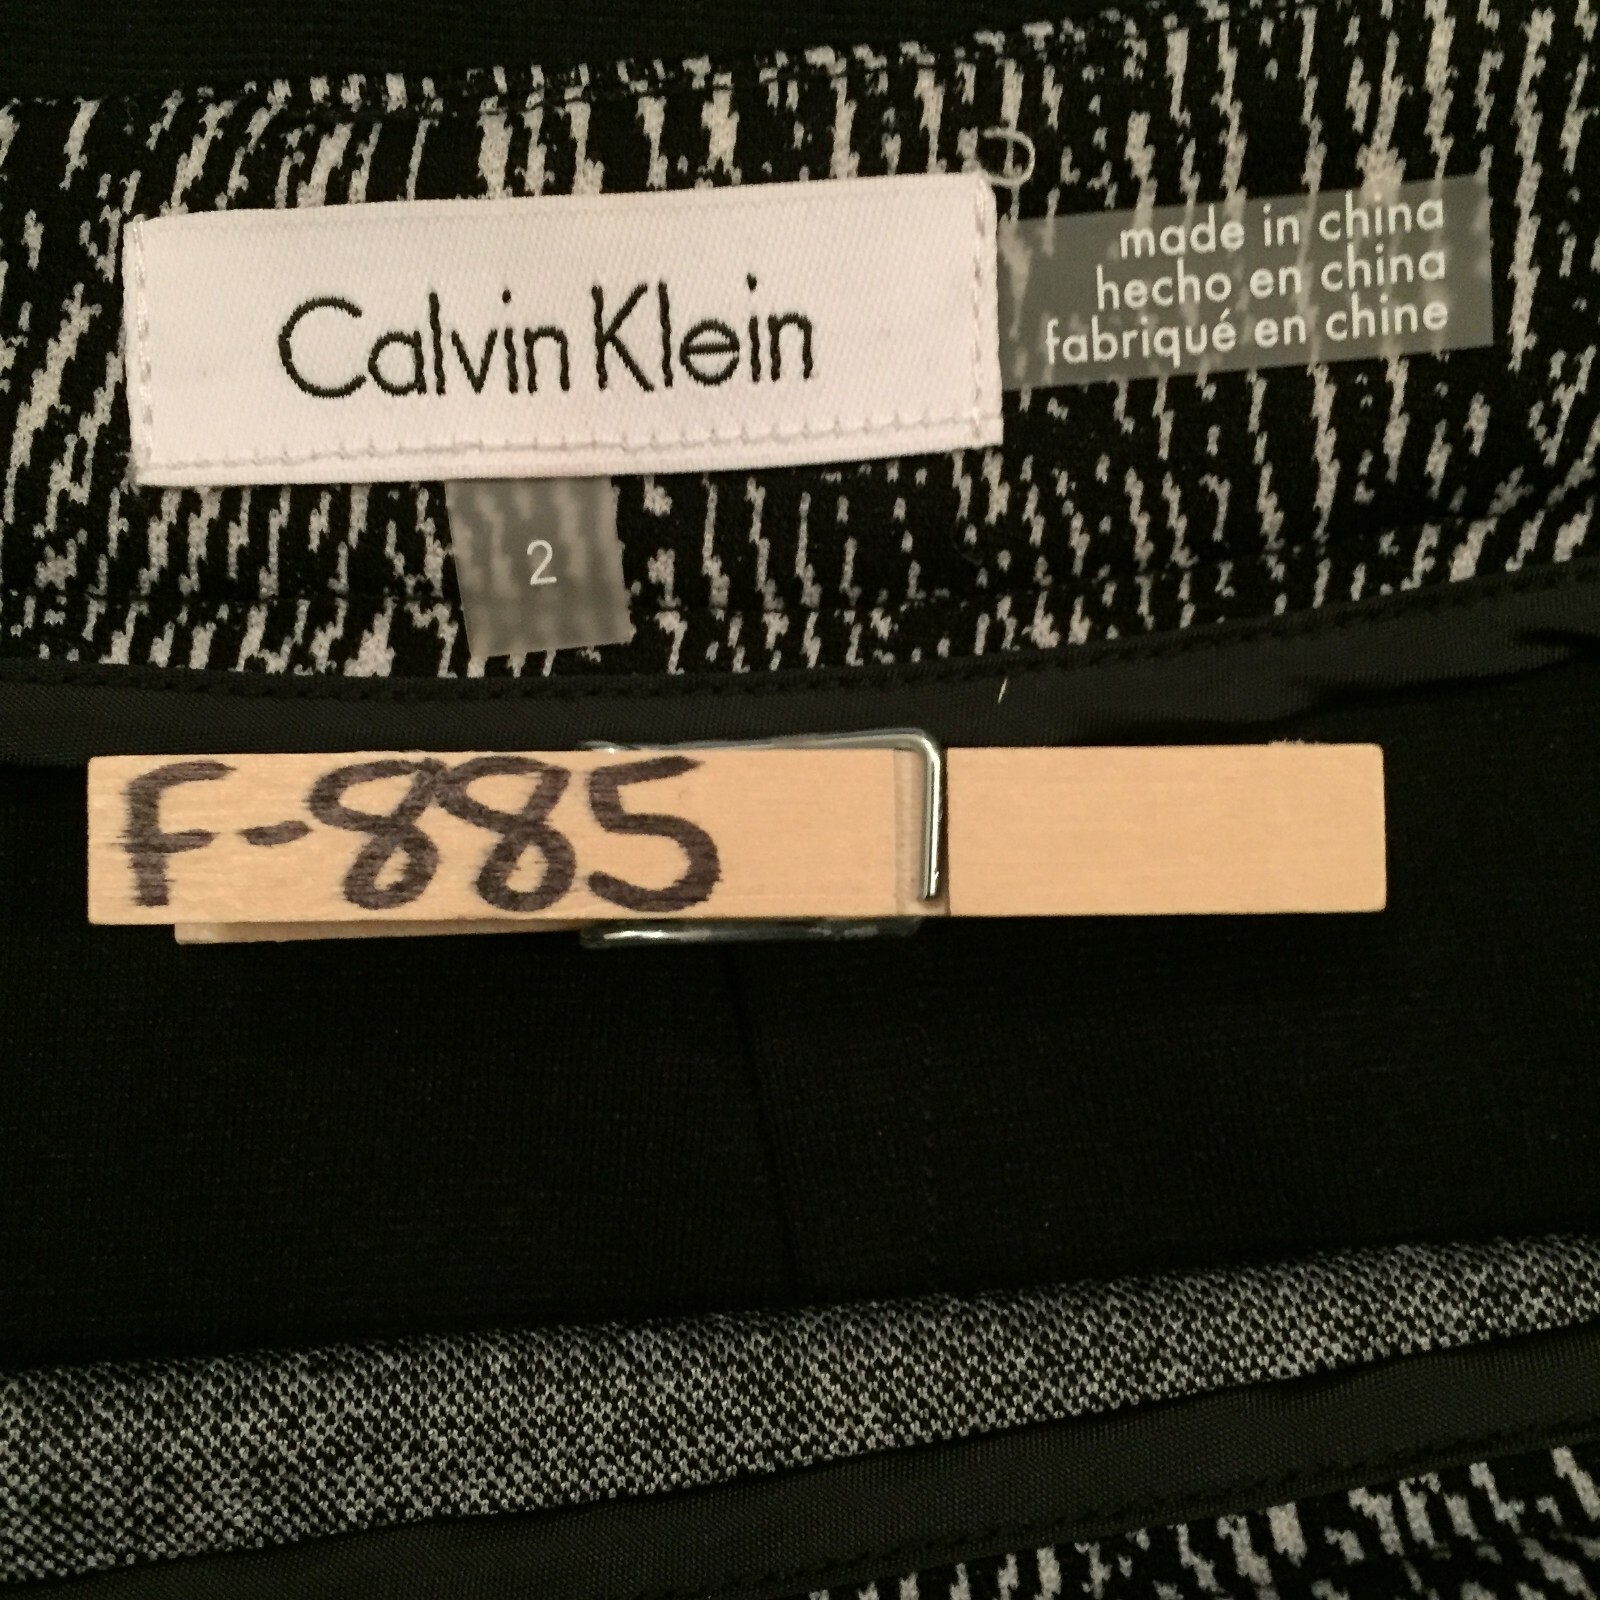 Calvin Klein
made in china
hecho en china
fabriqué en chine
2
F-885